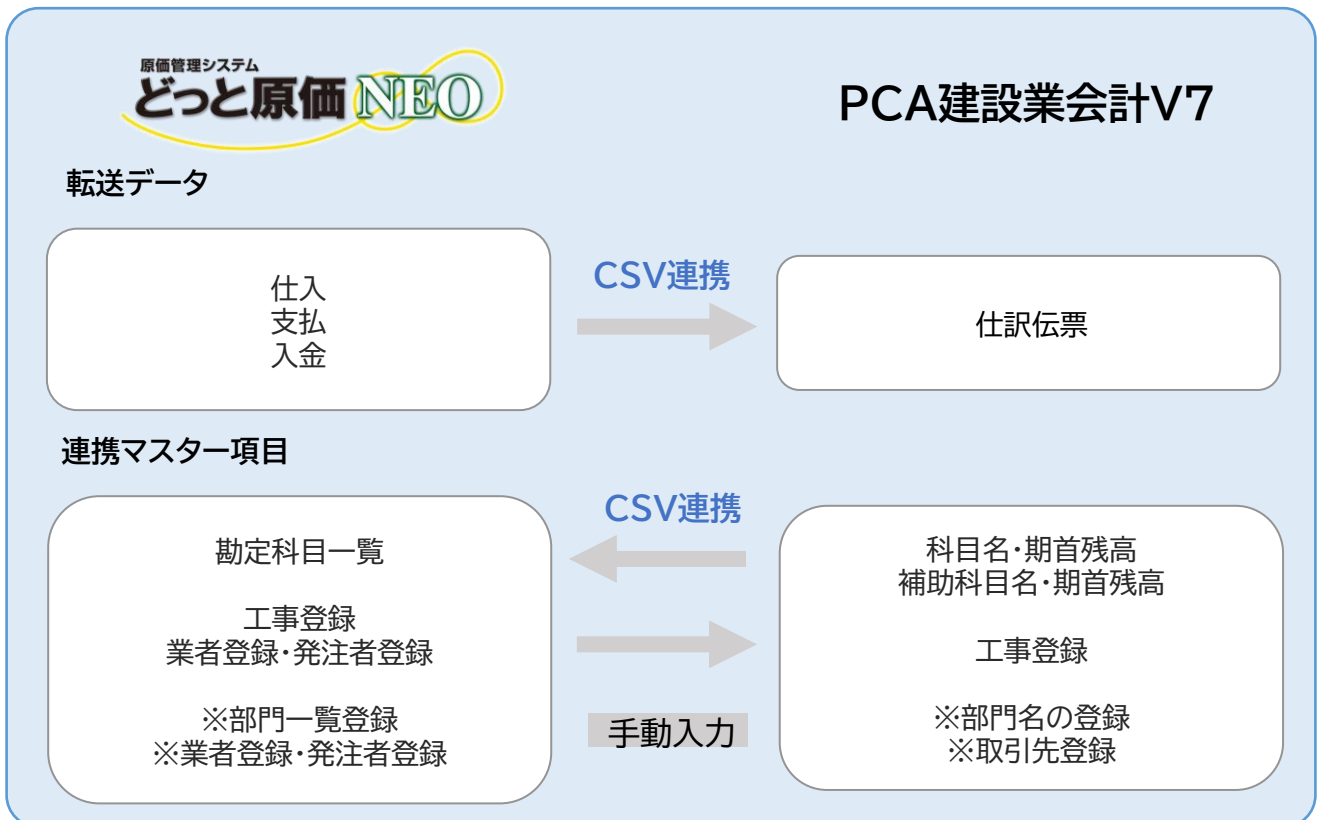 原価管理システム
どっと原価NEO
PCA建設業会計V7
転送データ
仕入
支払
入金
CSV連携
仕訳伝票
連携マスター項目
勘定科目一覧
工事登録
業者登録・発注者登録
※部門一覧登録
※業者登録・発注者登録
CSV連携
手動入力
科目名・期首残高
補助科目名・期首残高
工事登録
※部門名の登録
※取引先登録